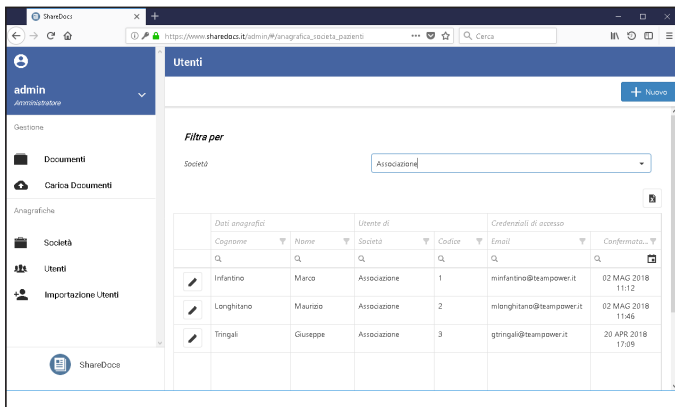 ShareDocs
https://www.sharedocs.it/admin/#/anagrafica_societa_pazienti
Cerca
admin
Amministratore
Utenti
Nuovo
Gestione
Documenti
Carica Documenti
Anagrafiche
Società
Utenti
Importazione Utenti
ShareDocs
Filtra per
Società
Associazione
Dati anagrafici Utente di Credenziali di accesso
Cognome Nome Società Codice Email Confermata...
Infantino Marco Associazione 1 minfantino@teampower.it 02 MAG 2018
11:12
Longhitano Maurizio Associazione 2 mlonghitano@teampower.it 02 MAG 2018
11:46
Tringali Giuseppe Associazione 3 gtringali@teampower.it 20 APR 2018
17:09